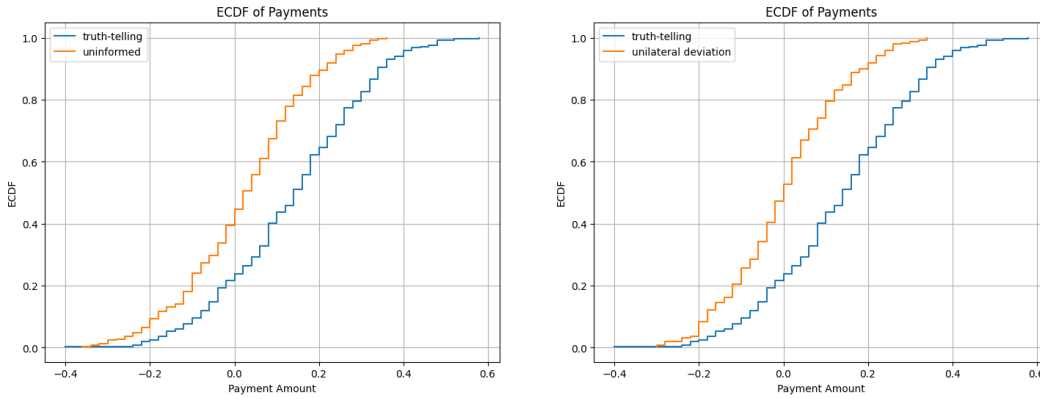 ECDF of Payments
truth-telling
uninformed
1.0
0.8
0.6
0.4
0.2
0.0
ECDF
−0.4 −0.2 0.0 0.2 0.4 0.6
Payment Amount
ECDF of Payments
truth-telling
unilateral deviation
1.0
0.8
0.6
0.4
0.2
0.0
ECDF
−0.4 −0.2 0.0 0.2 0.4 0.6
Payment Amount